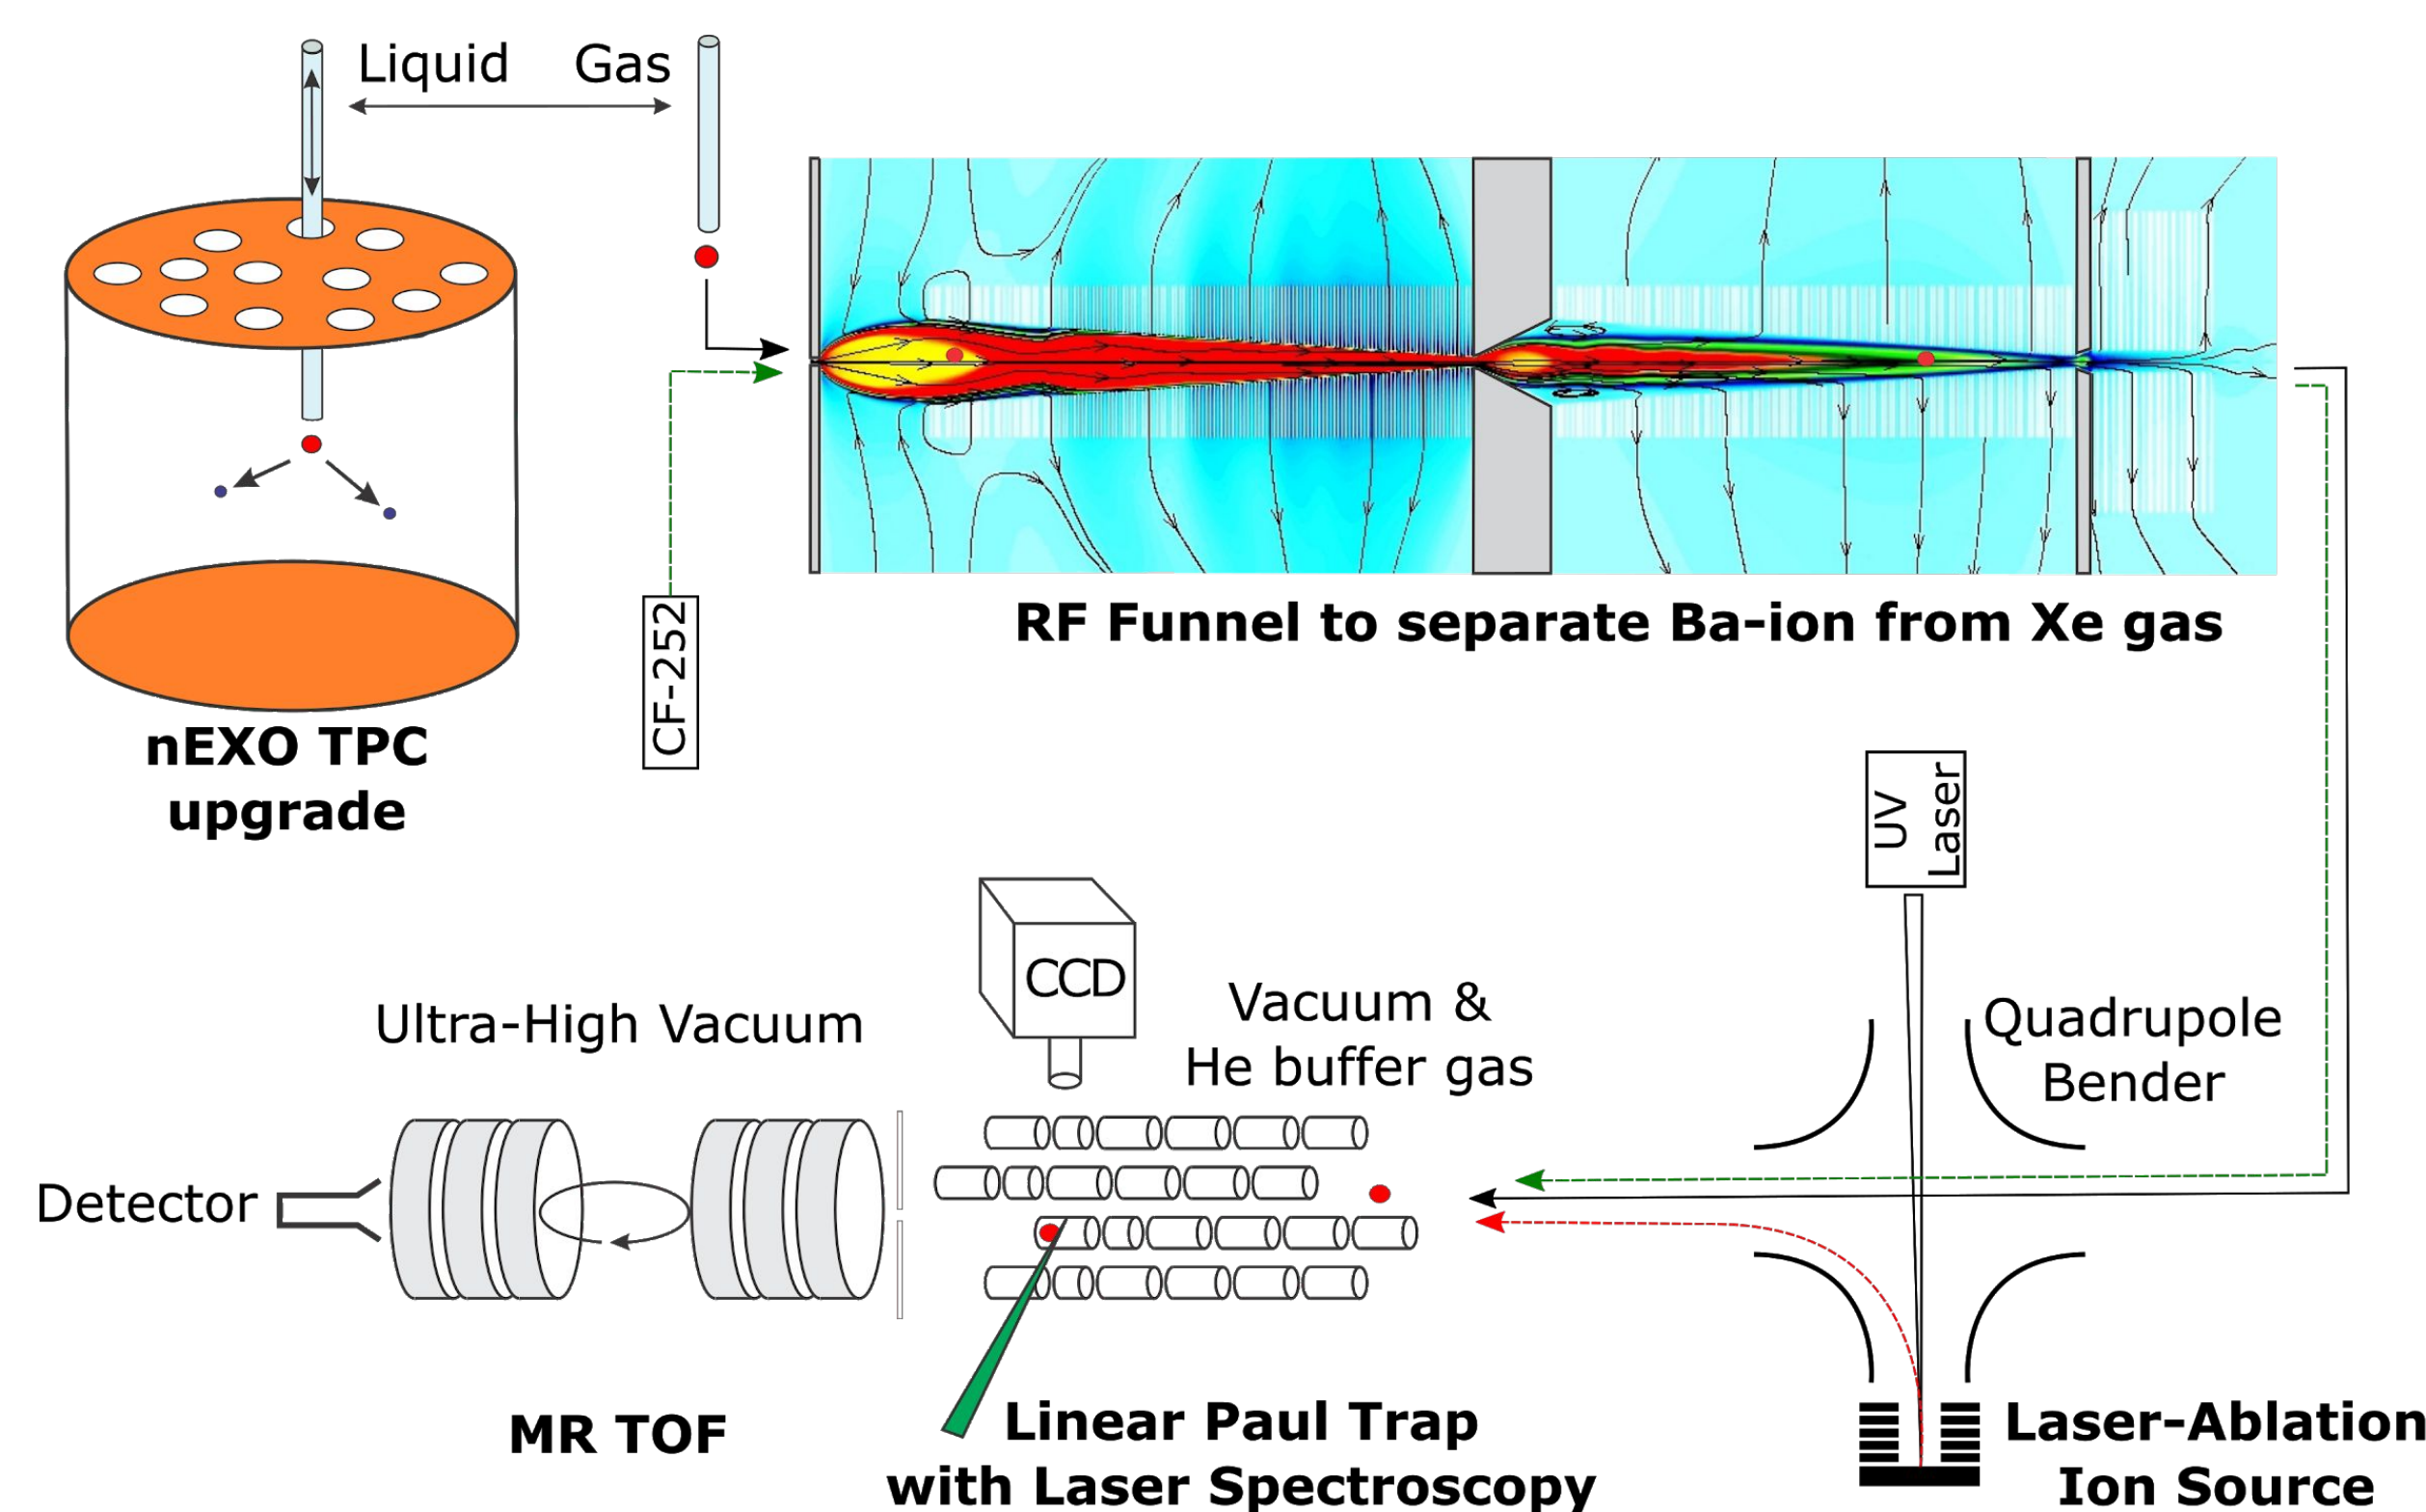 Liquid Gas
RF Funnel to separate Ba-ion from Xe gas
CF-252
nEXO TPC
upgrade
UV
Laser
CCD
Ultra-High Vacuum
Vacuum &
He buffer gas
Quadrupole
Bender
Detector
MR TOF
Linear Paul Trap
with Laser Spectroscopy
Laser-Ablation
Ion Source